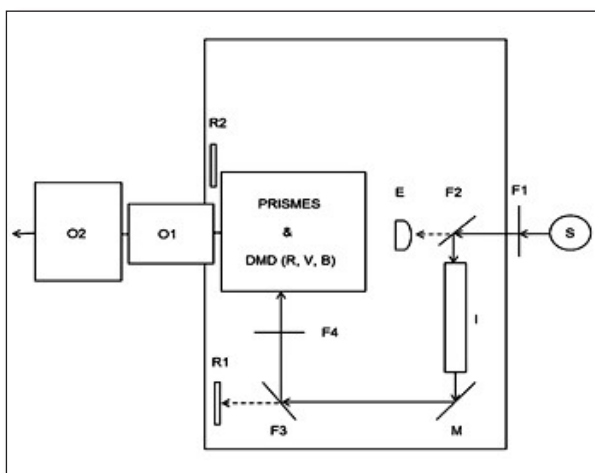 R2
E
F2
F1
PRISMES
&
DMD (R, V, B)
O2
O1
S
I
F4
R1
F3
M